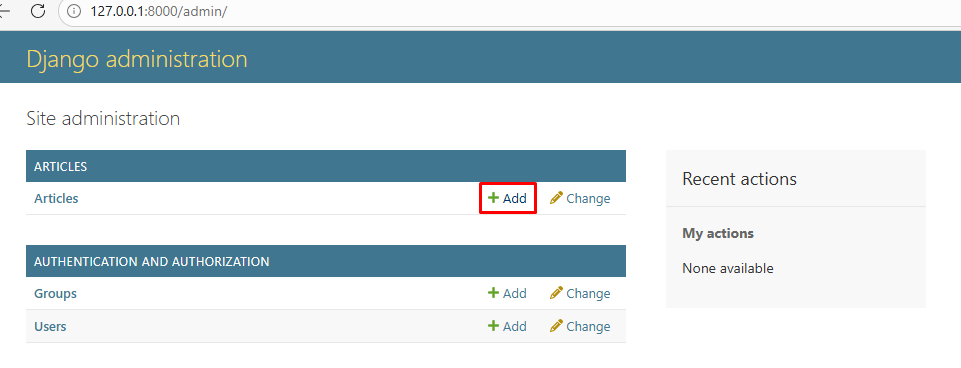 127.0.0.1:8000/admin/
Django administration
Site administration
ARTICLES
Articles Add Change
AUTHENTICATION AND AUTHORIZATION
Groups Add Change
Users Add Change
Recent actions
My actions
None available